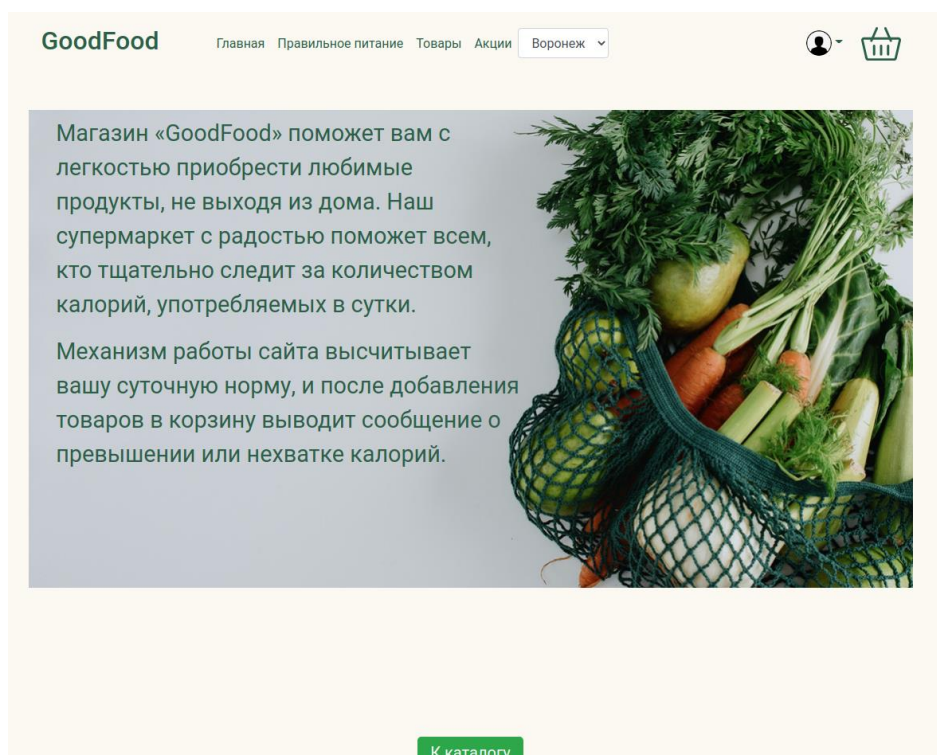 GoodFood
Главная Правильное питание Товары Акции Воронеж
Магазин «GoodFood» поможет вам с
легкостью приобрести любимые
продукты, не выходя из дома. Наш
супермаркет с радостью поможет всем,
кто тщательно следит за количеством
калорий, употребляемых в сутки.
Механизм работы сайта высчитывает
вашу суточную норму, и после добавления
товаров в корзину выводит сообщение о
превышении или нехватке калорий.
К каталогу